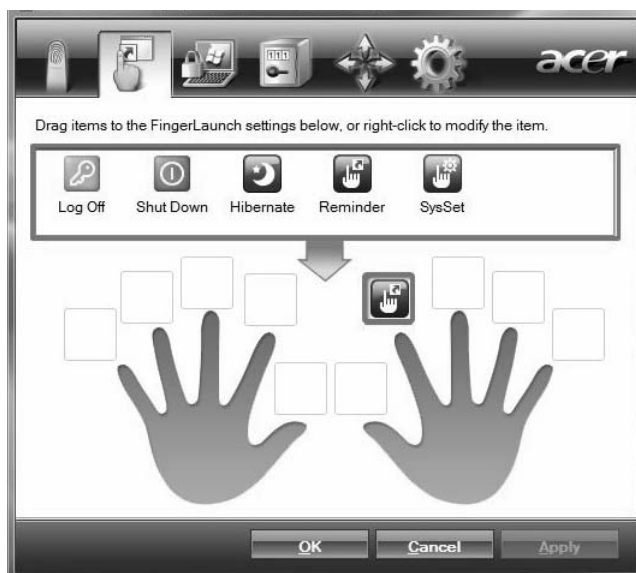 acer
Drag items to the FingerLaunch settings below, or right-click to modify the item.
Log Off Shut Down Hibernate Reminder SysSet
OK Cancel Apply